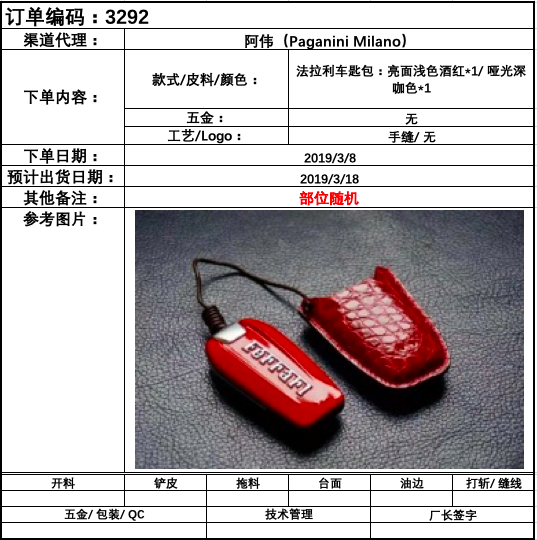 订单编码：3292
渠道代理：
阿伟（Paganini Milano）
下单内容：
款式/皮料/颜色：
法拉利车匙包：亮面浅色酒红*1/ 哑光深
咖色*1
五金：
无
工艺/Logo：
手缝/ 无
下单日期：
2019/3/8
预计出货日期：
2019/3/18
其他备注：
部位随机
参考图片：
Ferrari
开料
铲皮
拖料
台面
油边
打斩/ 缝线
五金/ 包装/ QC
技术管理
厂长签字